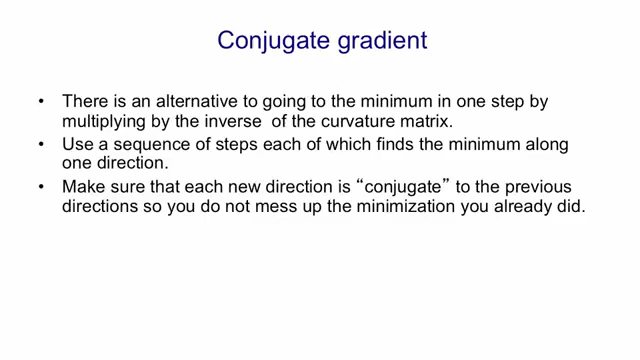 Conjugate gradient
• There is an alternative to going to the minimum in one step by
multiplying by the inverse of the curvature matrix.
• Use a sequence of steps each of which finds the minimum along
one direction.
• Make sure that each new direction is “conjugate” to the previous
directions so you do not mess up the minimization you already did.